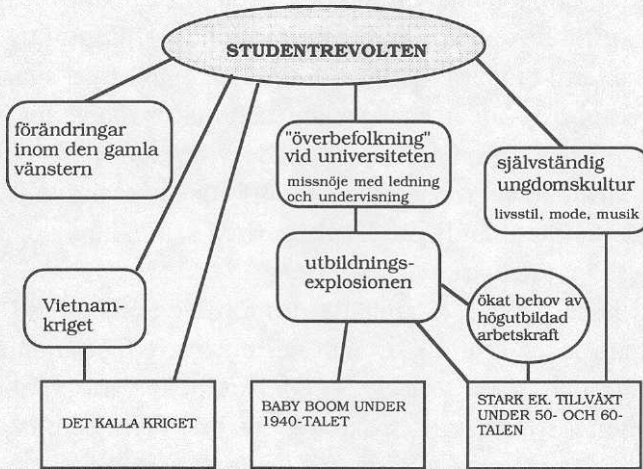 STUDENTREVOLTEN
förändringar
inom den gamla
vänstern
"överbefolkning"
vid universiteten
missnöje med ledning
och undervisning
självständig
ungdomskultur
livsstil, mode, musik
Vietnam-
kriget
utbildnings-
explosionen
ökat behov av
högutbildad
arbetskraft
DET KALLA KRIGET
BABY BOOM UNDER
1940-TALET
STARK EK. TILLVÄXT
UNDER 50- OCH 60-
TALEN